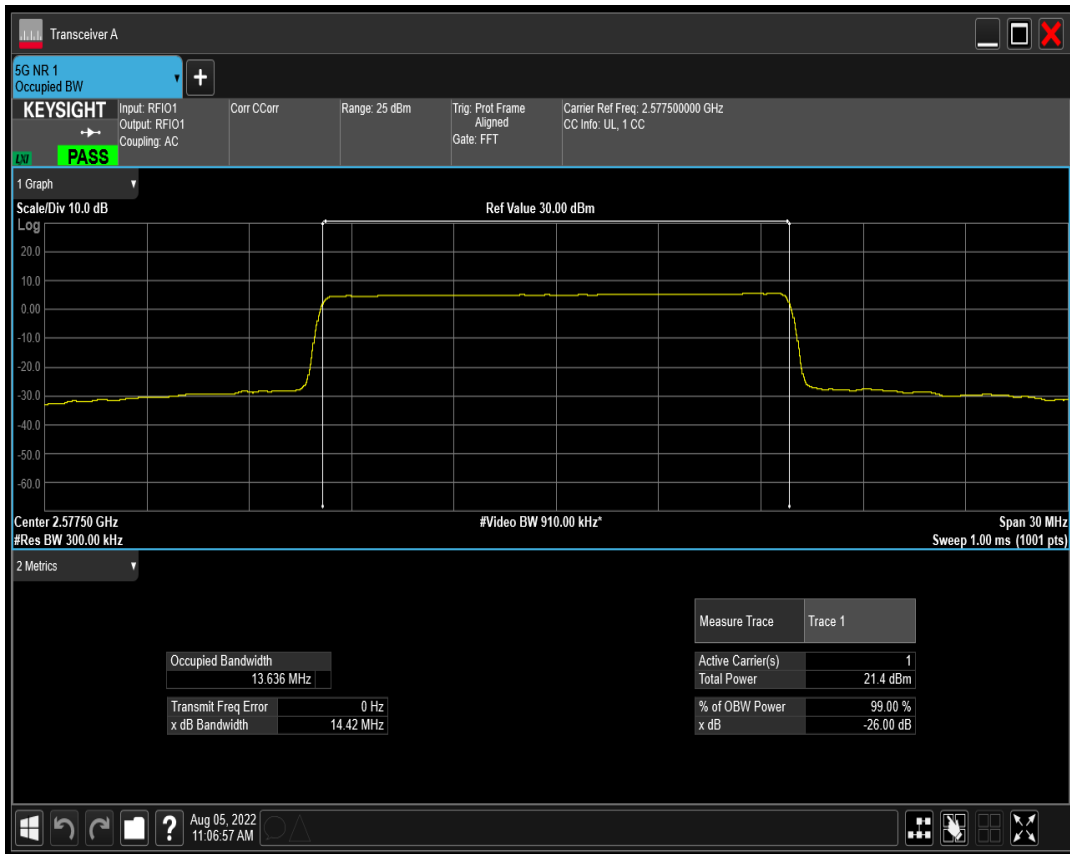 Transceiver A
5G NR 1
Occupied BW
+
KEYSIGHT
LXI
PASS
Input: RFIO1
Output: RFIO1
Coupling: AC
Corr CCorr
Range: 25 dBm
Trig: Prot Frame
Aligned
Gate: FFT
Carrier Ref Freq: 2.577500000 GHz
CC Info: UL, 1 CC
1 Graph
Scale/Div 10.0 dB
Ref Value 30.00 dBm
Log
20.0
10.0
0.00
-10.0
-20.0
-30.0
-40.0
-50.0
-60.0
Center 2.57750 GHz
#Video BW 910.00 kHz*
Span 30 MHz
#Res BW 300.00 kHz
Sweep 1.00 ms (1001 pts)
2 Metrics
Measure Trace Trace 1
Occupied Bandwidth
13.636 MHz
Active Carrier(s) 1
Total Power 21.4 dBm
Transmit Freq Error 0 Hz
x dB Bandwidth 14.42 MHz
% of OBW Power 99.00 %
x dB -26.00 dB
?
Aug 05, 2022
11:06:57 AM